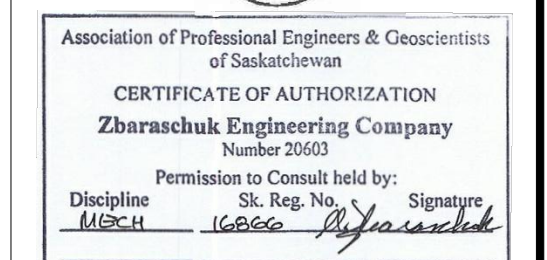 Association of Professional Engineers & Geoscientists
of Saskatchewan
CERTIFICATE OF AUTHORIZATION
Zbaraschuk Engineering Company
Number 20603
Permission to Consult held by:
Discipline Sk. Reg. No. Signature
MECH 16866